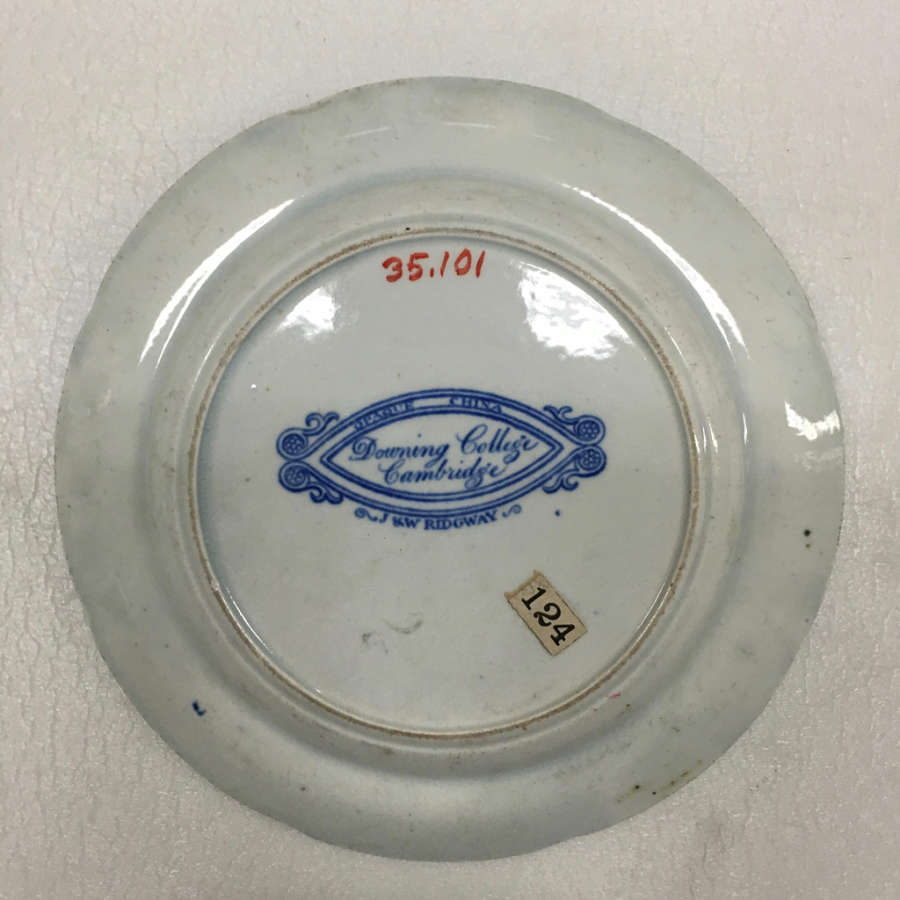 35.101
OPAQUE CHINA
Downing College
Cambridge
J & W RIDGWAY
124